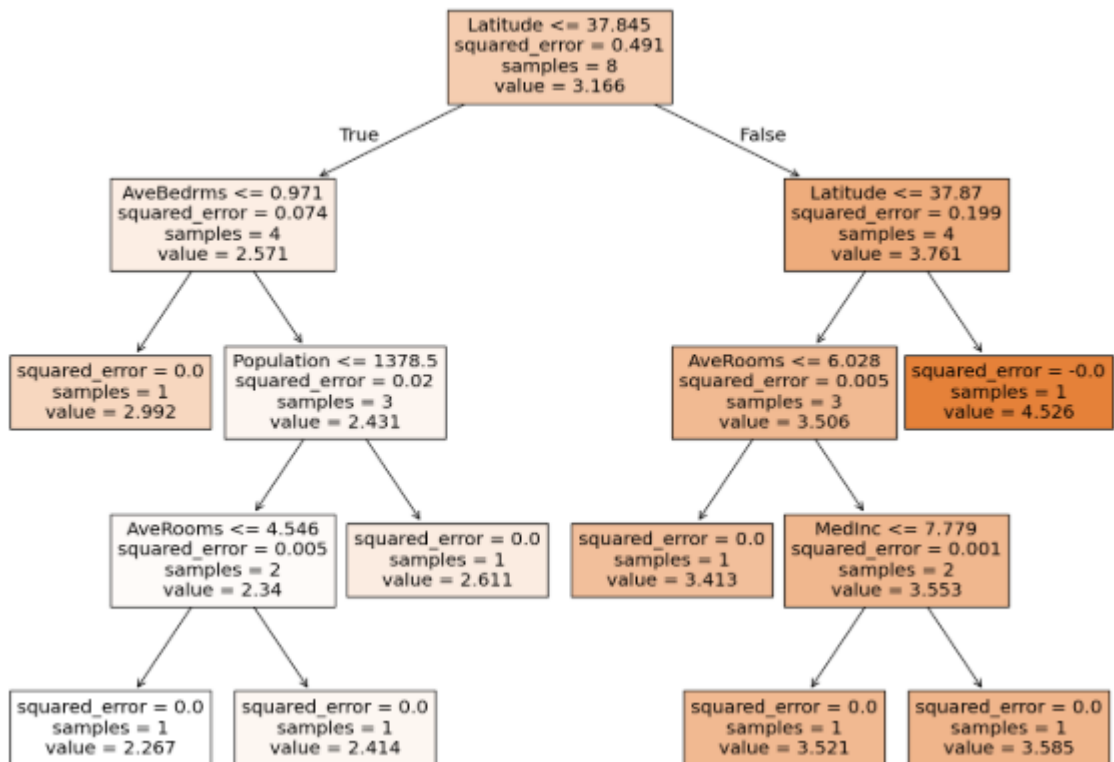 Latitude <= 37.845
squared_error = 0.491
samples = 8
value = 3.166
True
False
AveBedrms <= 0.971
squared_error = 0.074
samples = 4
value = 2.571
Latitude <= 37.87
squared_error = 0.199
samples = 4
value = 3.761
squared_error = 0.0
samples = 1
value = 2.992
Population <= 1378.5
squared_error = 0.02
samples = 3
value = 2.431
AveRooms <= 6.028
squared_error = 0.005
samples = 3
value = 3.506
squared_error = -0.0
samples = 1
value = 4.526
AveRooms <= 4.546
squared_error = 0.005
samples = 2
value = 2.34
squared_error = 0.0
samples = 1
value = 2.611
squared_error = 0.0
samples = 1
value = 3.413
MedInc <= 7.779
squared_error = 0.001
samples = 2
value = 3.553
squared_error = 0.0
samples = 1
value = 2.267
squared_error = 0.0
samples = 1
value = 2.414
squared_error = 0.0
samples = 1
value = 3.521
squared_error = 0.0
samples = 1
value = 3.585